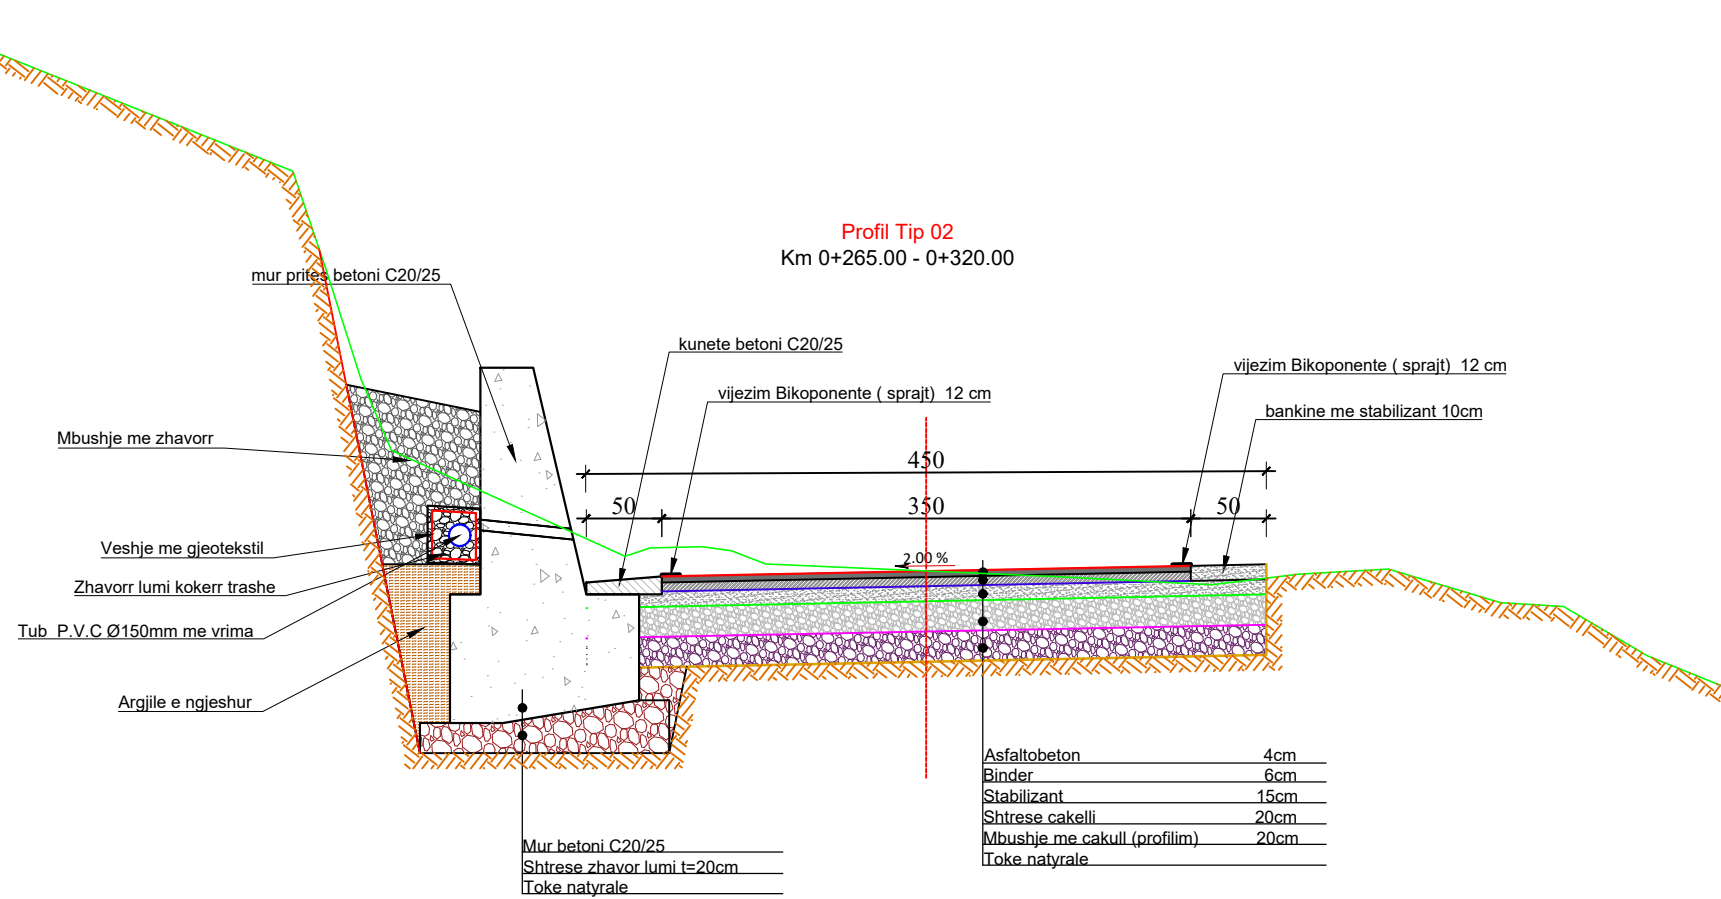 Profil Tip 02
Km 0+265.00 - 0+320.00
mur prites betoni C20/25
kunete betoni C20/25
vijezim Bikoponente ( sprajt)  12 cm
vijezim Bikoponente ( sprajt)  12 cm
bankine me stabilizant 10cm
Mbushje me zhavorr
450
50
350
50
Veshje me gjeotekstil
2.00 %
Zhavorr lumi kokerr trashe
Tub  P.V.C Ø150mm me vrima
Argjile e ngjeshur
Asfaltobeton 4cm
Binder 6cm
Stabilizant 15cm
Shtrese cakelli 20cm
Mbushje me cakull (profilim) 20cm
Toke natyrale
Mur betoni C20/25
Shtrese zhavor lumi t=20cm
Toke natyrale